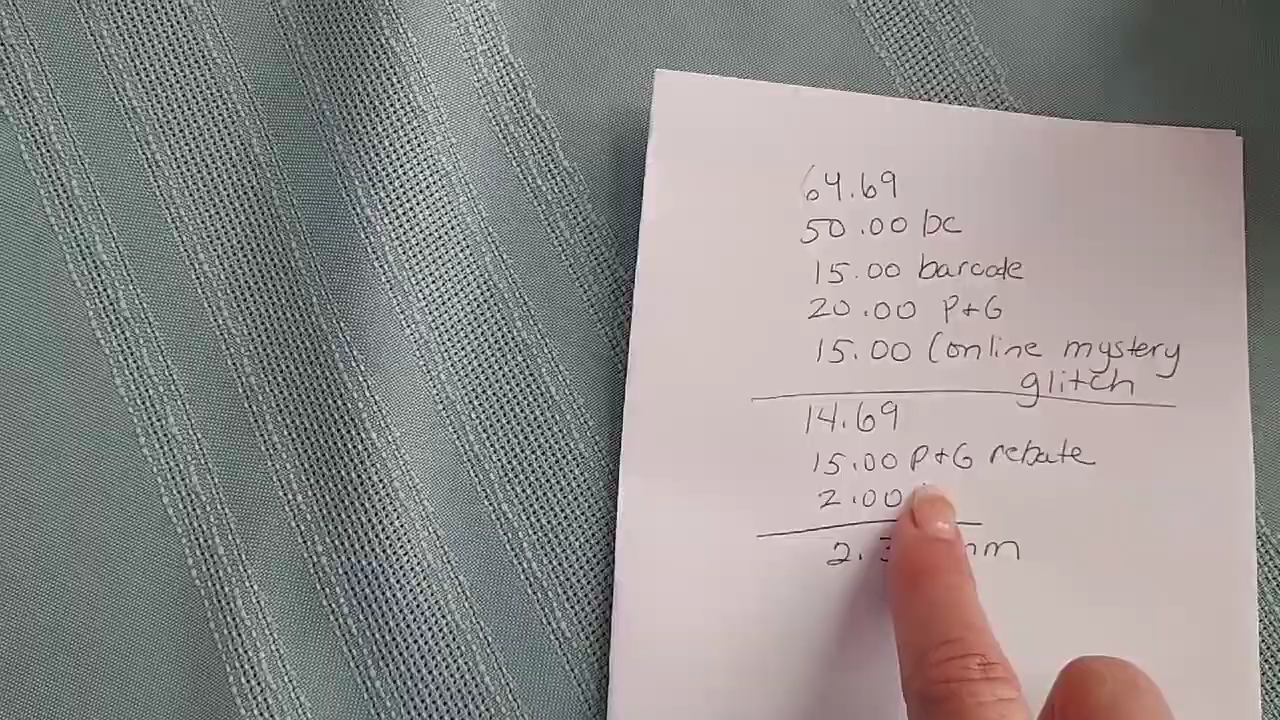 64.69
50.00 bc
15.00 barcode
20.00 P+G
15.00 (online mystery
glitch
14.69
15.00 P+G rebate
2.00